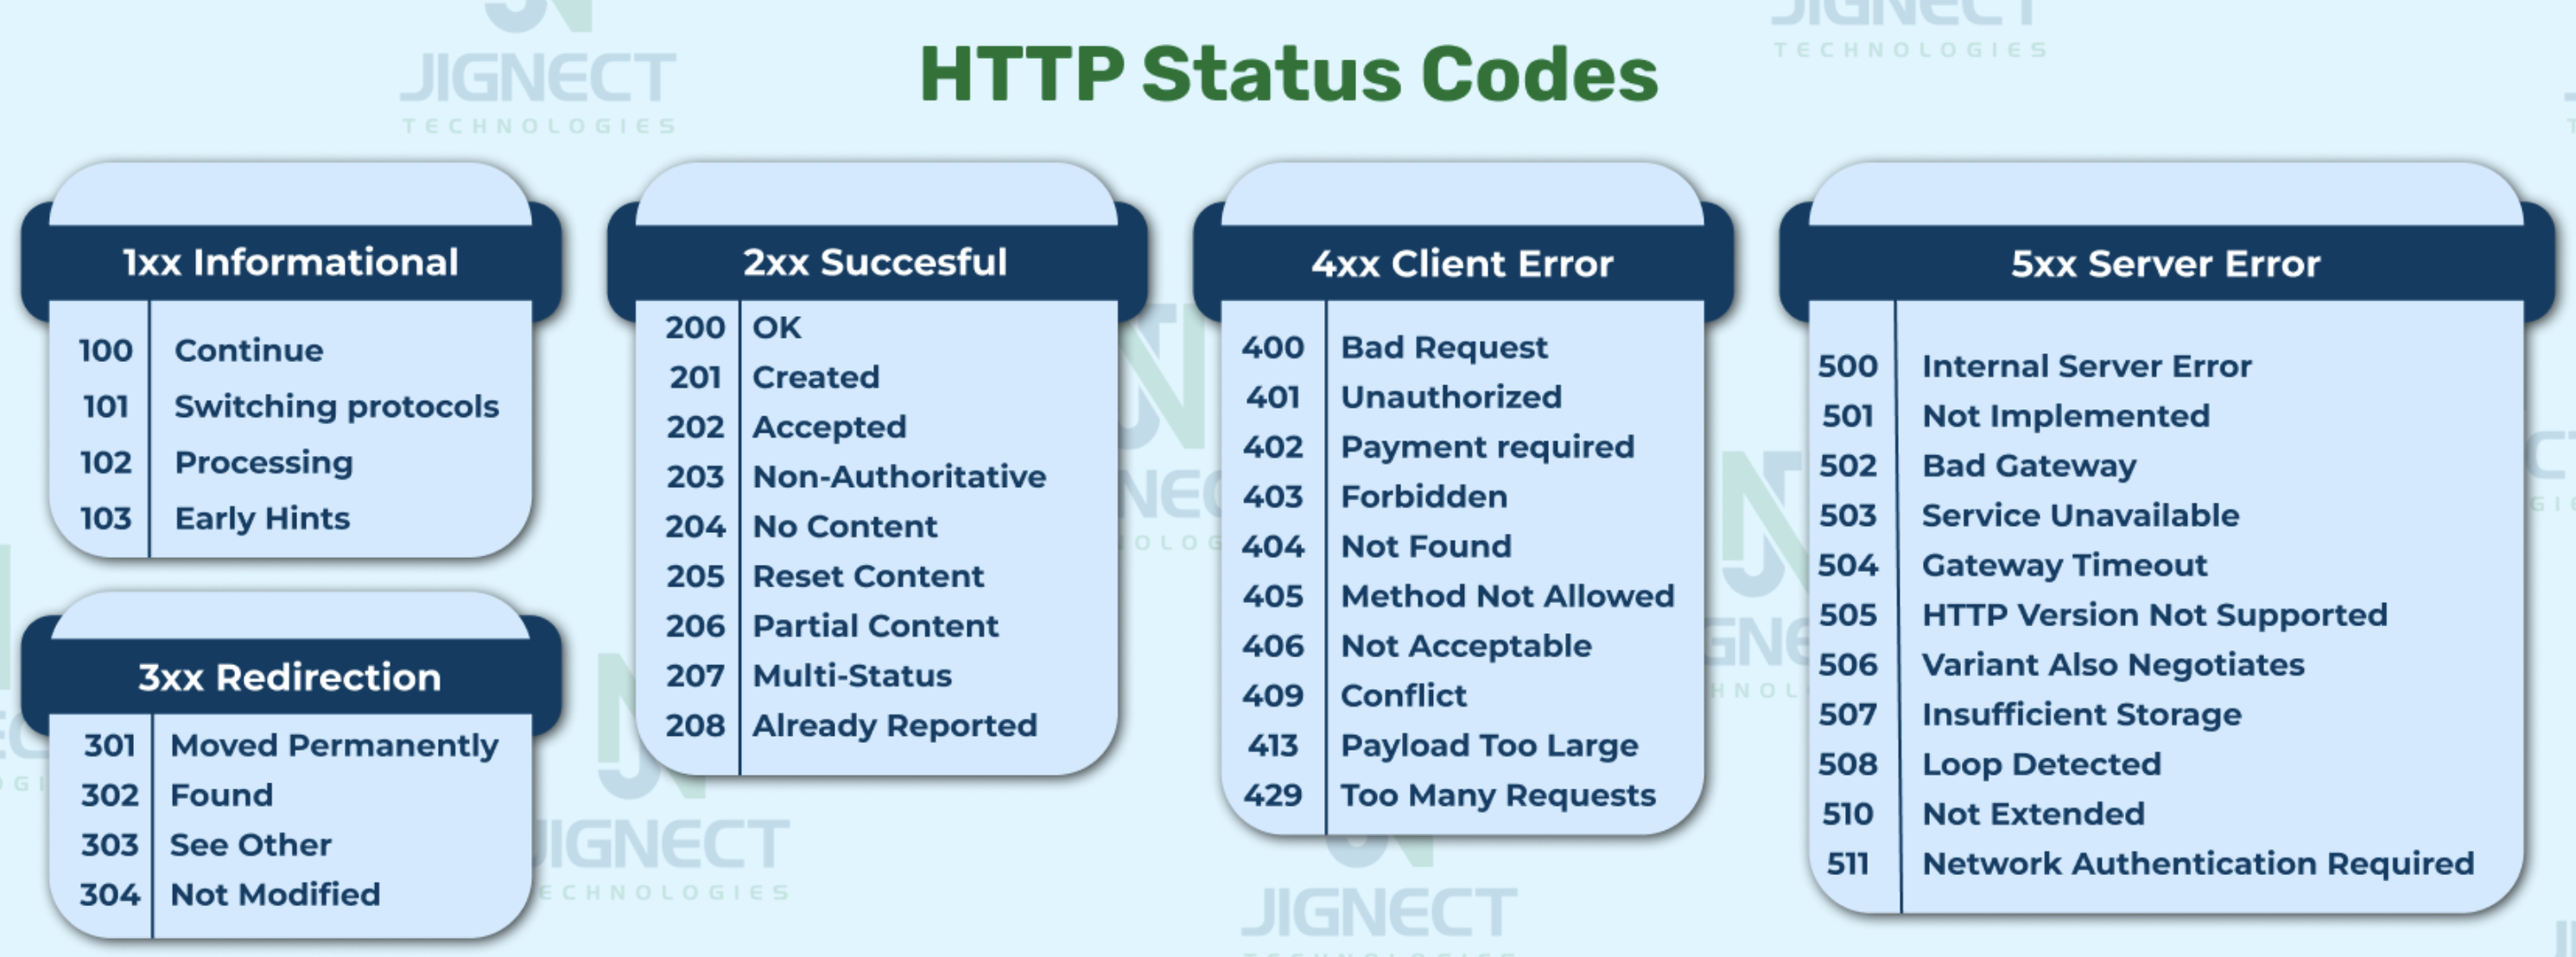 JIGNECT
TECHNOLOGIES
JIGNECT
TECHNOLOGIES
HTTP Status Codes
1xx Informational
100 Continue
101 Switching protocols
102 Processing
103 Early Hints
3xx Redirection
301 Moved Permanently
302 Found
303 See Other
304 Not Modified
2xx Succesful
200 OK
201 Created
202 Accepted
203 Non-Authoritative
204 No Content
205 Reset Content
206 Partial Content
207 Multi-Status
208 Already Reported
4xx Client Error
400 Bad Request
401 Unauthorized
402 Payment required
403 Forbidden
404 Not Found
405 Method Not Allowed
406 Not Acceptable
409 Conflict
413 Payload Too Large
429 Too Many Requests
5xx Server Error
500 Internal Server Error
501 Not Implemented
502 Bad Gateway
503 Service Unavailable
504 Gateway Timeout
505 HTTP Version Not Supported
506 Variant Also Negotiates
507 Insufficient Storage
508 Loop Detected
510 Not Extended
511 Network Authentication Required
JIGNECT
TECHNOLOGIES
JIGNECT